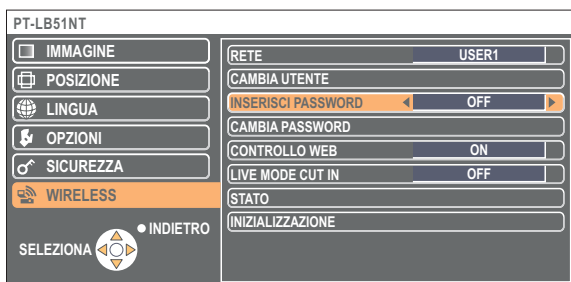 PT-LB51NT
IMMAGINE
POSIZIONE
LINGUA
OPZIONI
SICUREZZA
WIRELESS
INDIETRO
SELEZIONA
RETE USER1
CAMBIA UTENTE
INSERISCI PASSWORD OFF
CAMBIA PASSWORD
CONTROLLO WEB ON
LIVE MODE CUT IN OFF
STATO
INIZIALIZZAZIONE